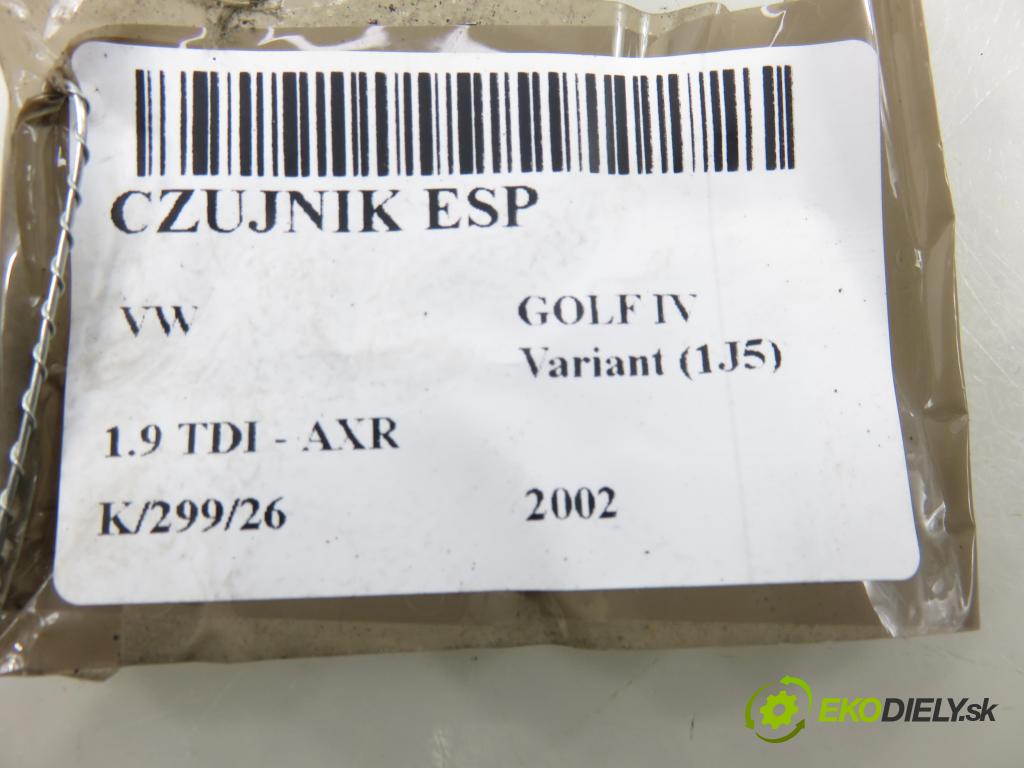 CZUJNIK ESP
VW
GOLF IV
Variant (1J5)
1.9 TDI - AXR
K/299/26
2002
EKODIELY.sk